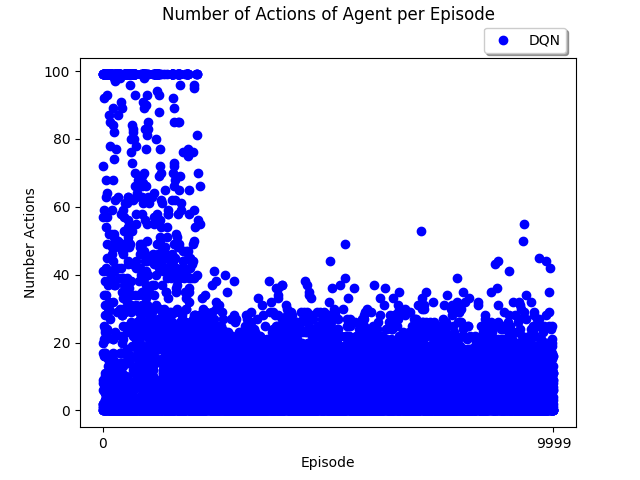 Number of Actions of Agent per Episode
DQN
100
80
60
40
20
0
Number Actions
0 9999
Episode